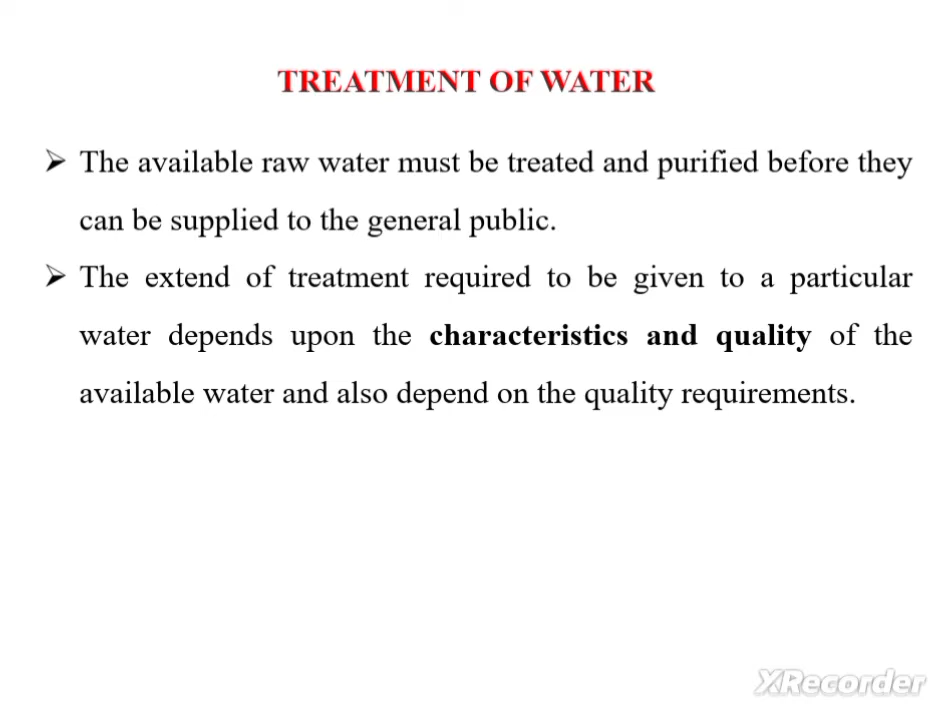 TREATMENT OF WATER
➢ The available raw water must be treated and purified before they
can be supplied to the general public.
➢ The extend of treatment required to be given to a particular
water depends upon the characteristics and quality of the
available water and also depend on the quality requirements.
XRecorder